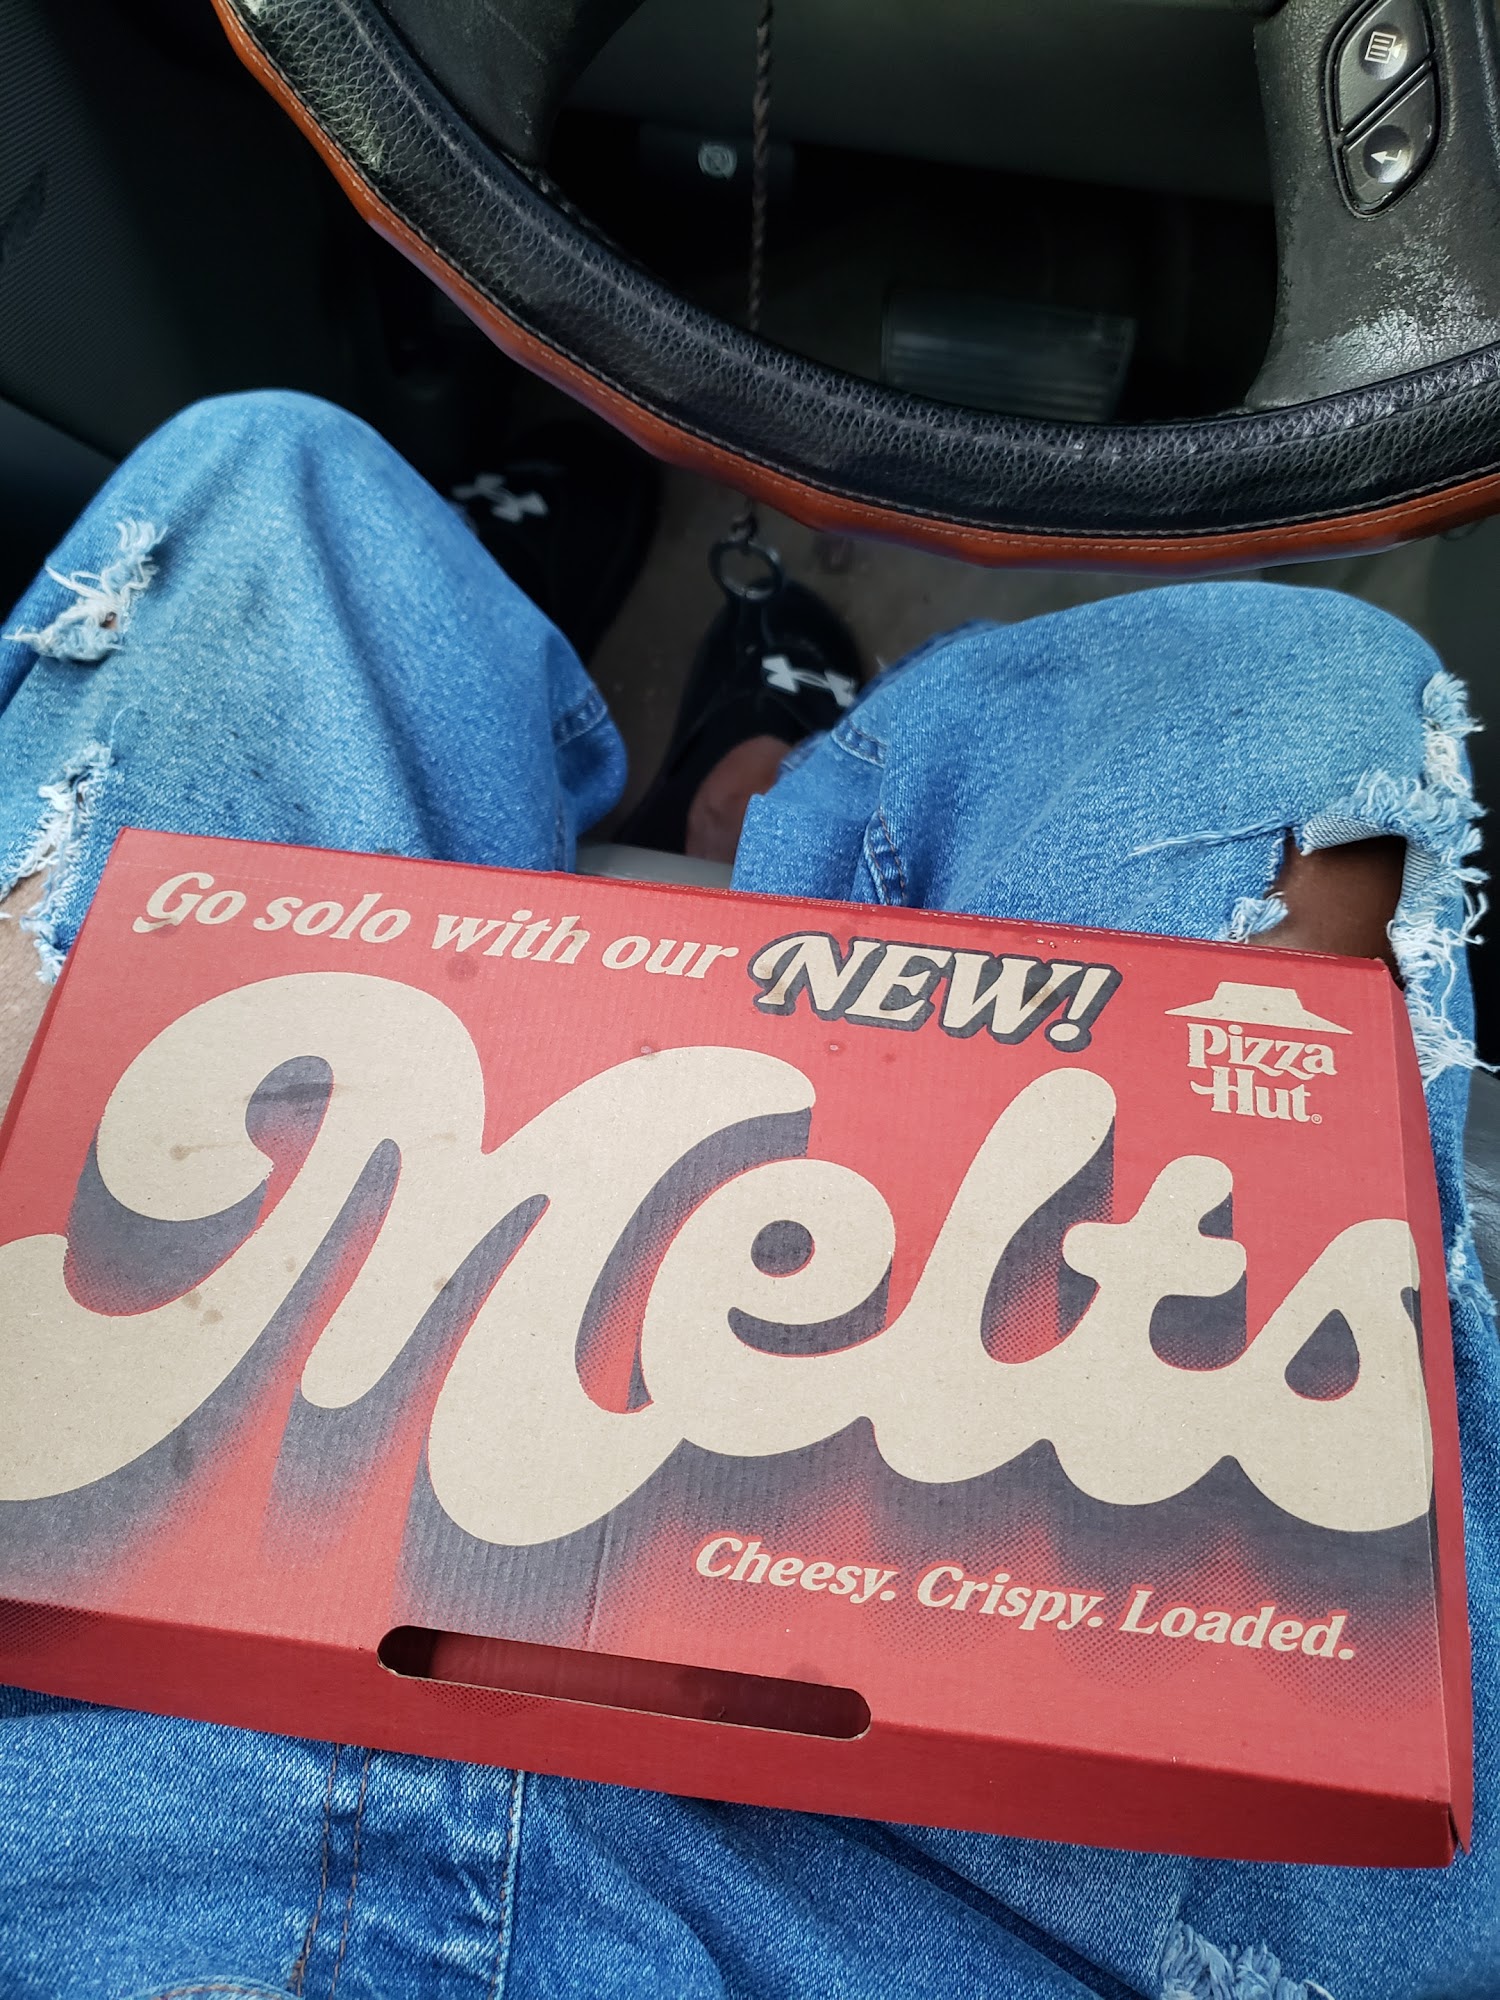 Go solo with our NEW!
Pizza
Hut®
Melts
Cheesy. Crispy. Loaded.